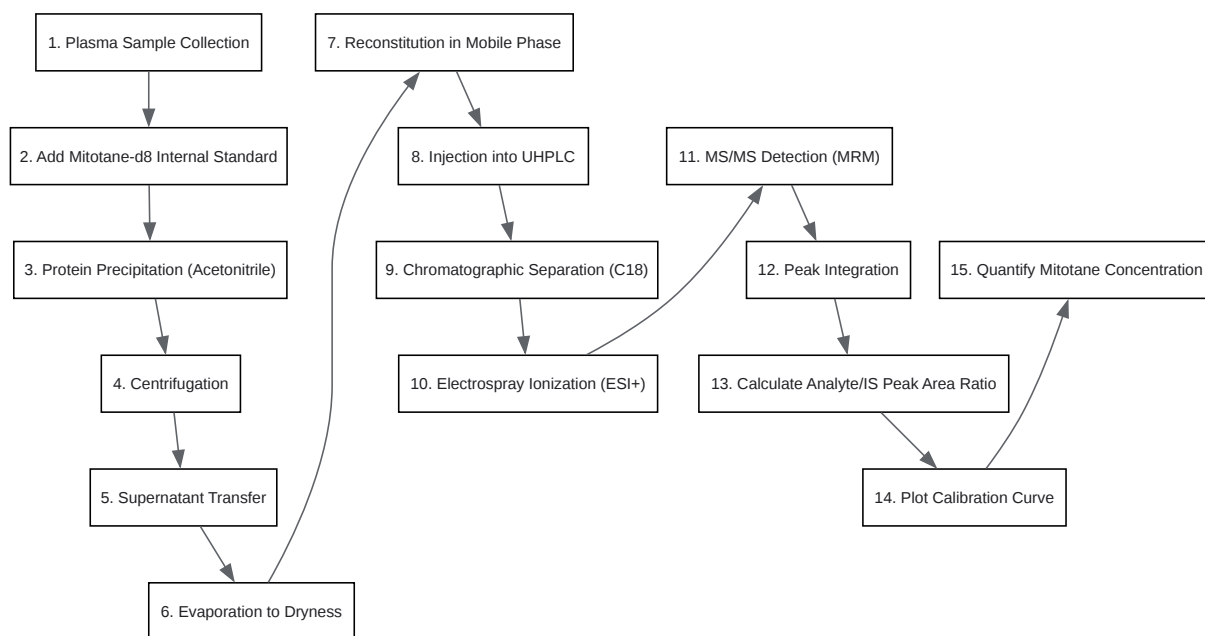 1. Plasma Sample Collection
2. Add Mitotane-d8 Internal Standard
3. Protein Precipitation (Acetonitrile)
4. Centrifugation
5. Supernatant Transfer
6. Evaporation to Dryness
7. Reconstitution in Mobile Phase
8. Injection into UHPLC
9. Chromatographic Separation (C18)
10. Electrospray Ionization (ESI+)
11. MS/MS Detection (MRM)
12. Peak Integration
13. Calculate Analyte/IS Peak Area Ratio
14. Plot Calibration Curve
15. Quantify Mitotane Concentration